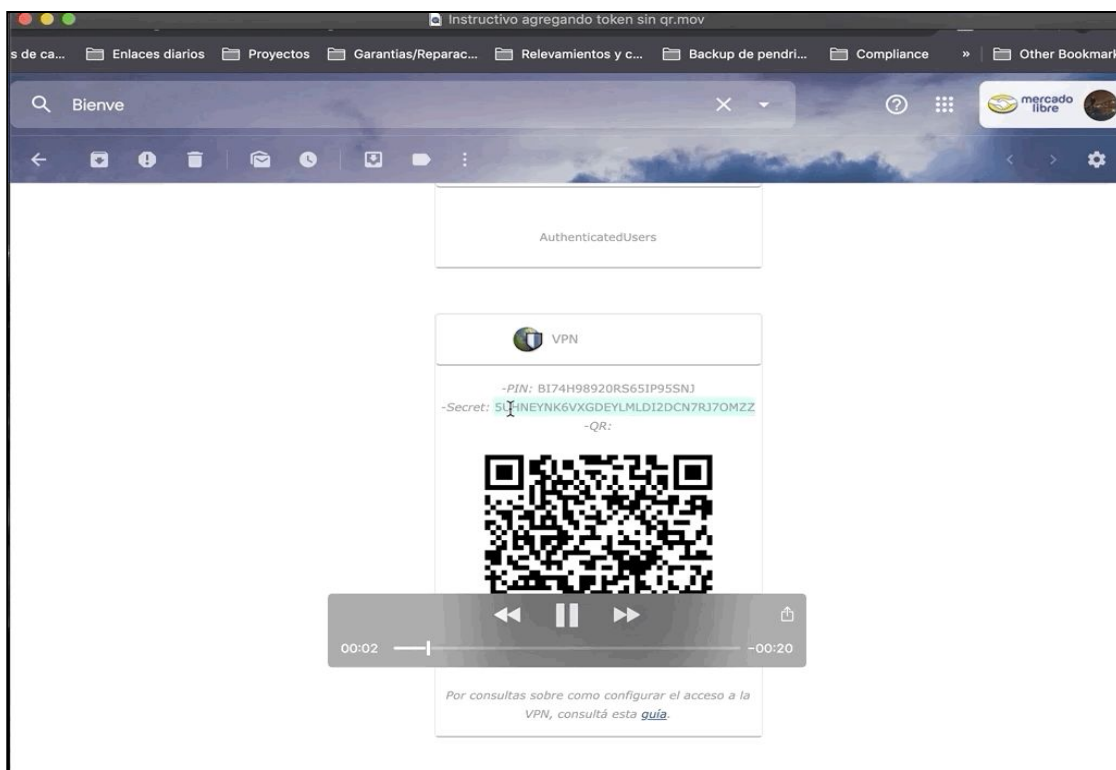 Instructivo agregando token sin qr.mov
s de ca... Enlaces diarios Proyectos Garantias/Reparac... Relevamientos y c... Backup de pendri... Compliance » Other Bookmark
Bienve
mercado
libre
AuthenticatedUsers
VPN
-PIN: BI74H98920RS65IP95SNJ
-Secret: 5UHNEYNK6VXGDEYLMLDI2DCN7RJ7OMZZ
-QR:
00:02 -00:20
Por consultas sobre como configurar el acceso a la
VPN, consultá esta guía.